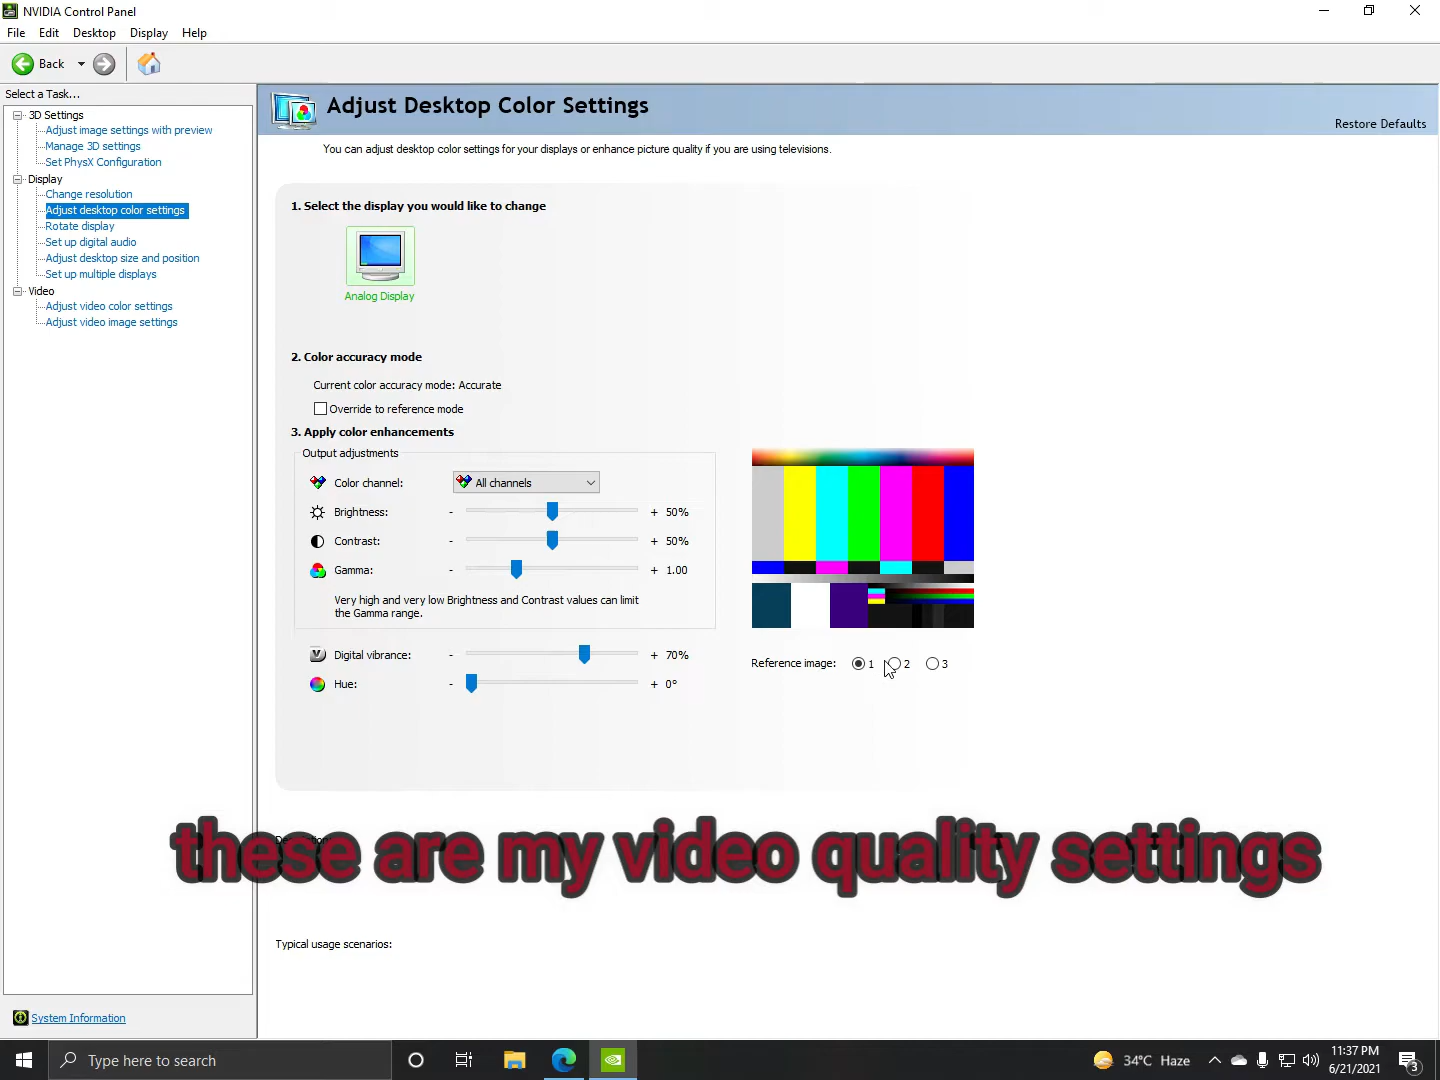 NVIDIA Control Panel
File Edit Desktop Display Help
Back
Select a Task...
3D Settings
Adjust image settings with preview
Manage 3D settings
Set PhysX Configuration
Display
Change resolution
Adjust desktop color settings
Rotate display
Set up digital audio
Adjust desktop size and position
Set up multiple displays
Video
Adjust video color settings
Adjust video image settings
System Information
Adjust Desktop Color Settings
Restore Defaults
You can adjust desktop color settings for your displays or enhance picture quality if you are using televisions.
1. Select the display you would like to change
Analog Display
2. Color accuracy mode
Current color accuracy mode: Accurate
Override to reference mode
3. Apply color enhancements
Output adjustments
Color channel: All channels
Brightness: - + 50%
Contrast: - + 50%
Gamma: - + 1.00
Very high and very low Brightness and Contrast values can limit
the Gamma range.
Digital vibrance: - + 70%
Hue: - + 0°
Reference image: 1 2 3
these are my video quality settings
Typical usage scenarios:
Type here to search
34°C Haze
11:37 PM
6/21/2021
3